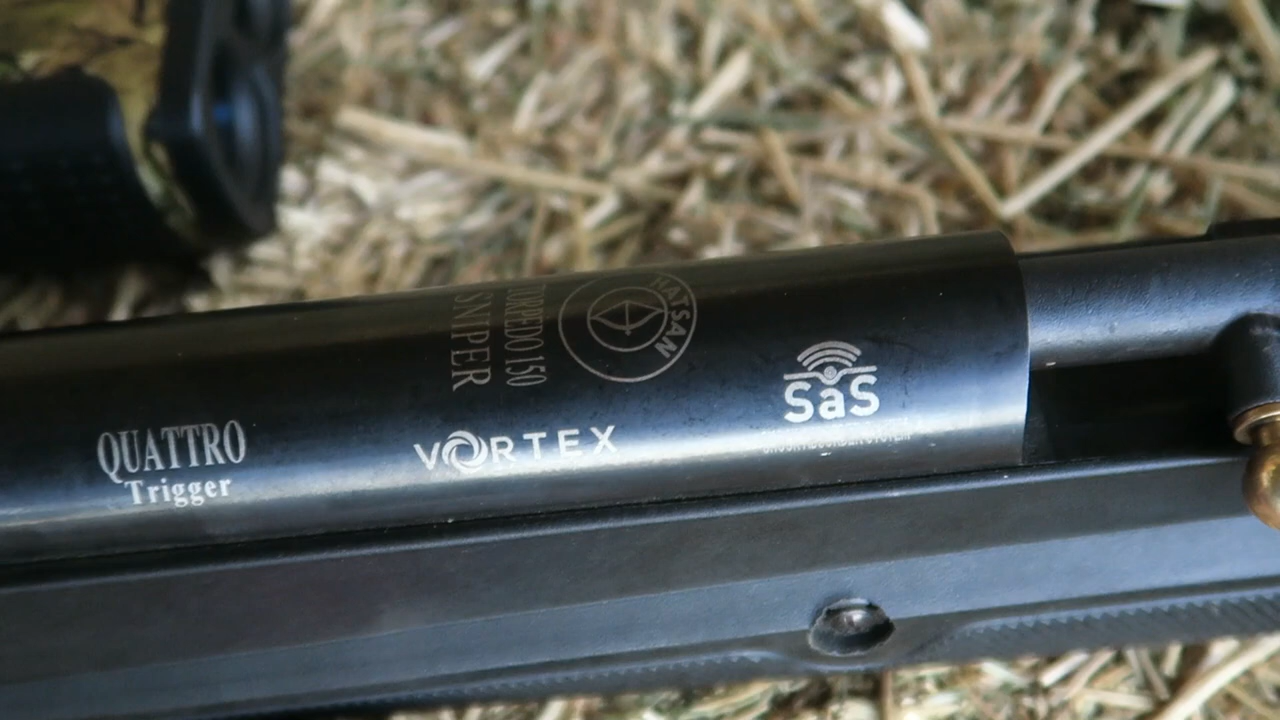 HATSAN
TORPEDO 150
SNIPER
QUATTRO
Trigger
VORTEX
SaS